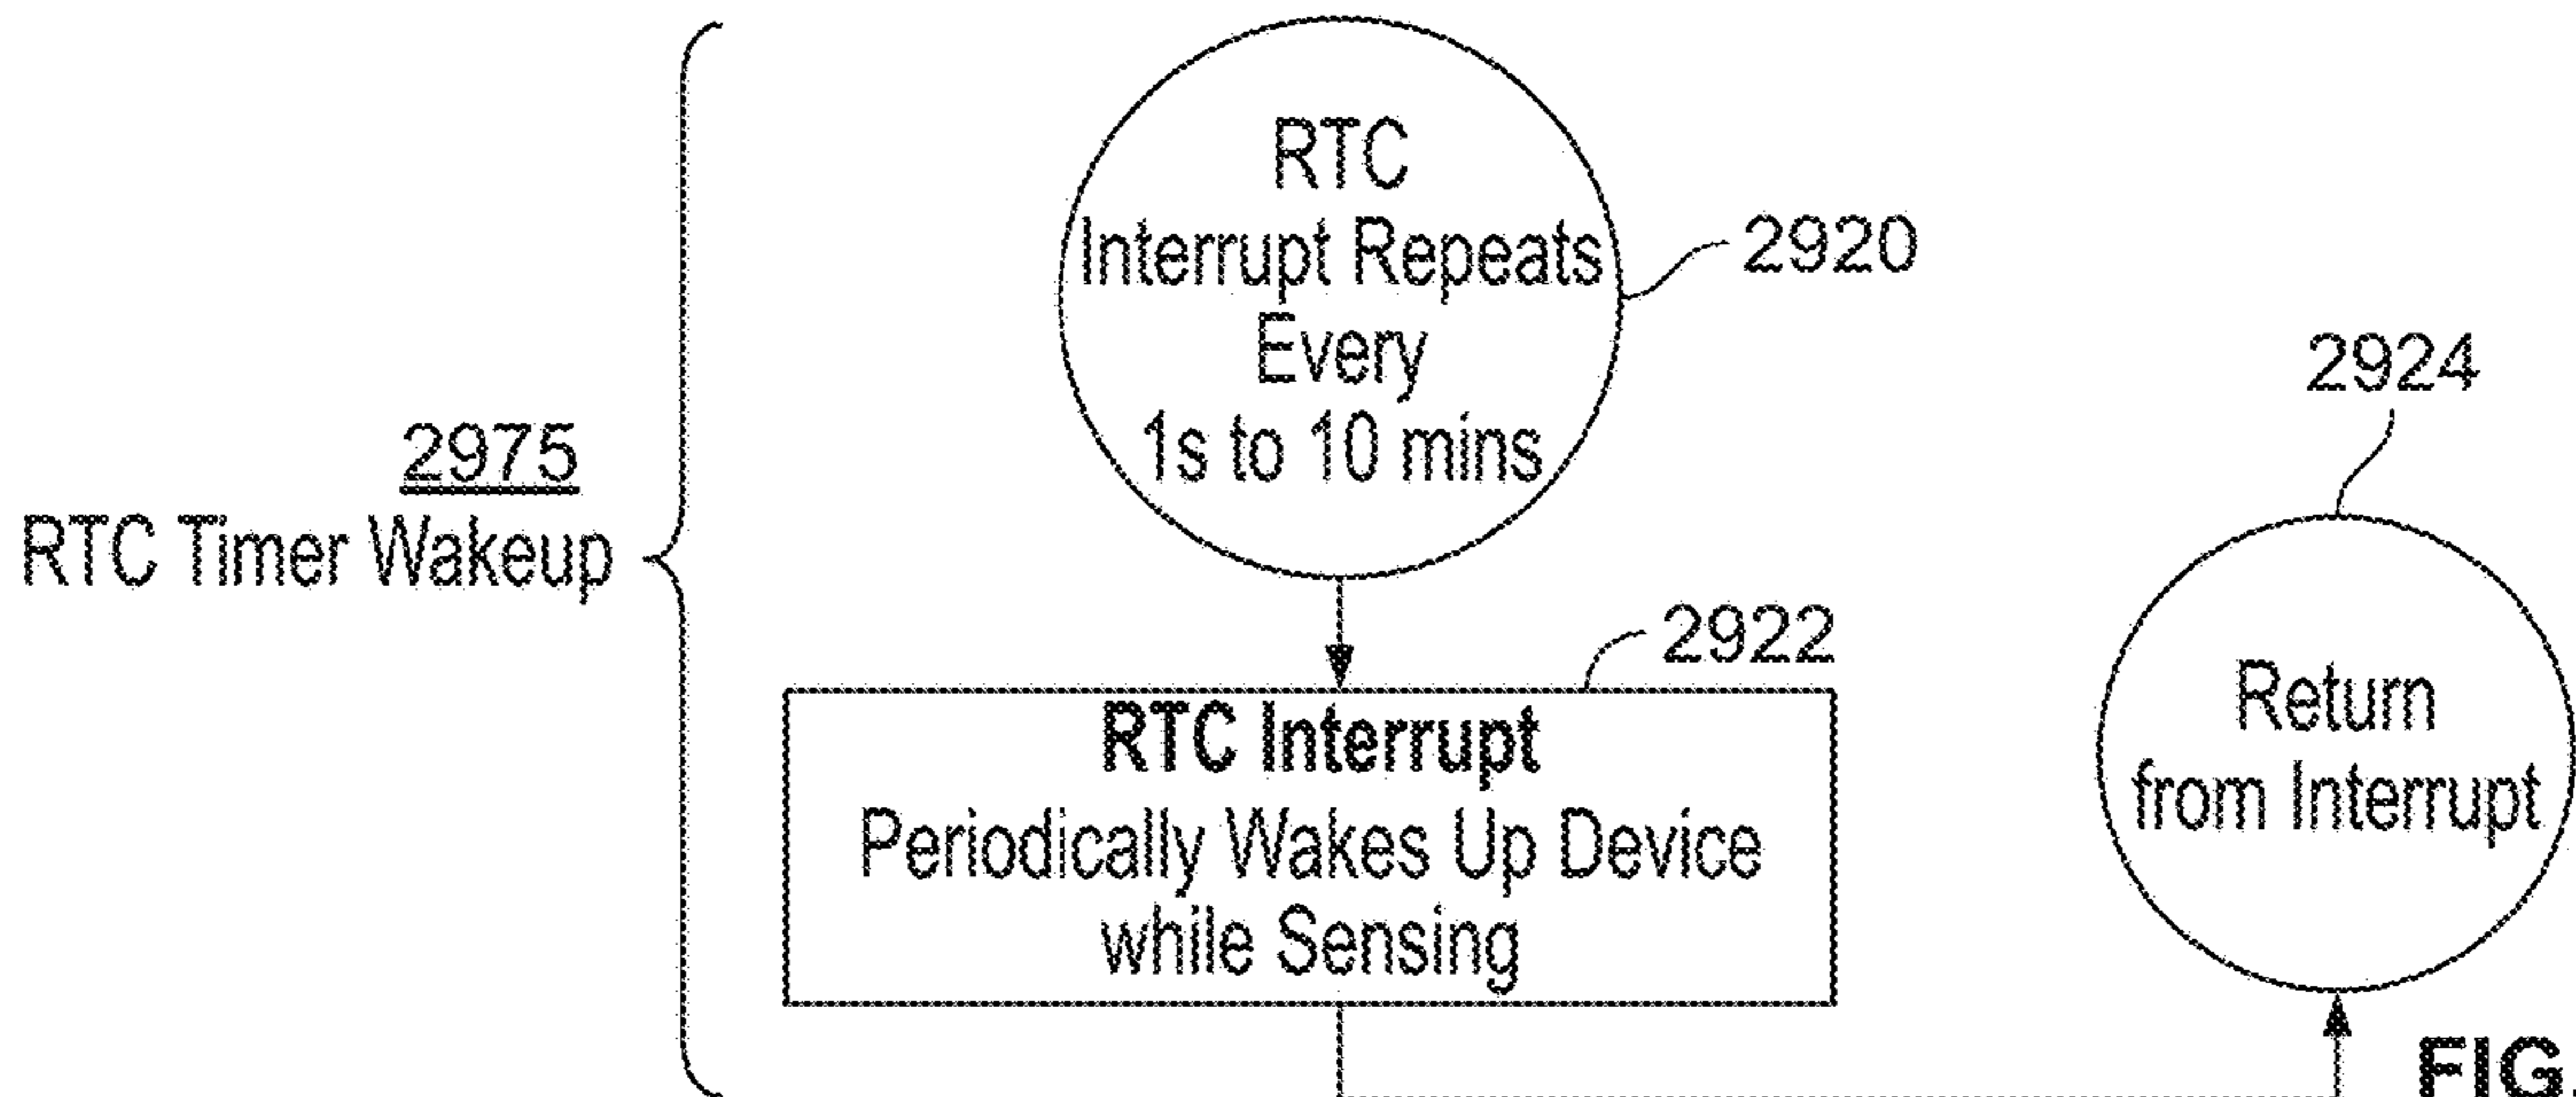 RTC
Interrupt Repeats
Every
1s to 10 mins
2920
2924
2975
RTC Timer Wakeup
2922
RTC Interrupt
Periodically Wakes Up Device
while Sensing
Return
from Interrupt
FIG.